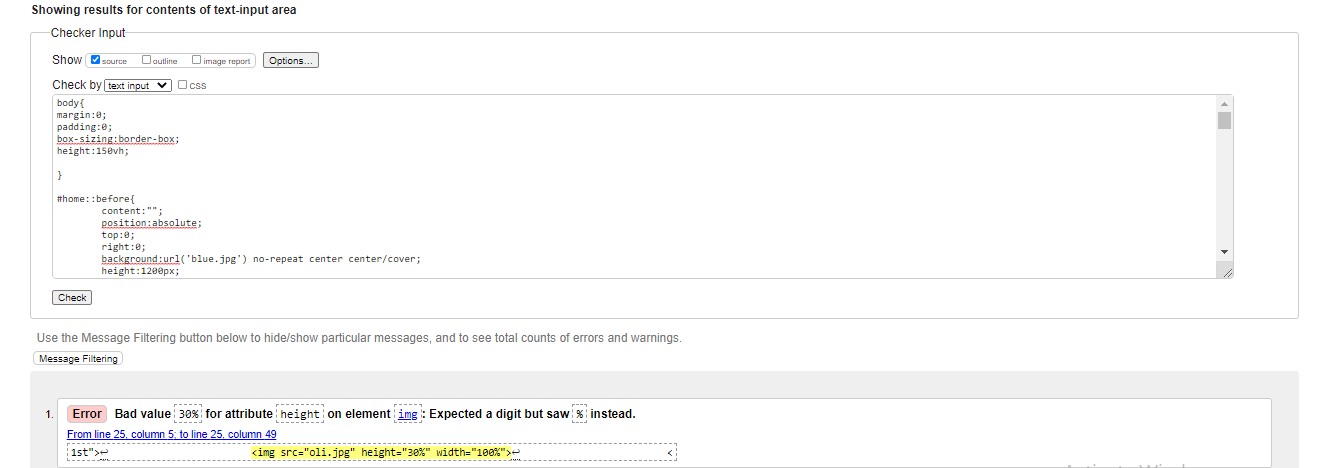 Showing results for contents of text-input area
Checker Input
Show source outline image report Options...
Check by text input css
body{
margin:0;
padding:0;
box-sizing:border-box;
height:150vh;
}
#home::before{
content:"";
position:absolute;
top:0;
right:0;
background:url('blue.jpg') no-repeat center center/cover;
height:1200px;
Check
Use the Message Filtering button below to hide/show particular messages, and to see total counts of errors and warnings.
Message Filtering
1. Error Bad value 30% for attribute height on element img: Expected a digit but saw % instead.
From line 25, column 5; to line 25, column 49
1st">↩ <img src="oli.jpg" height="30%" width="100%">↩ <